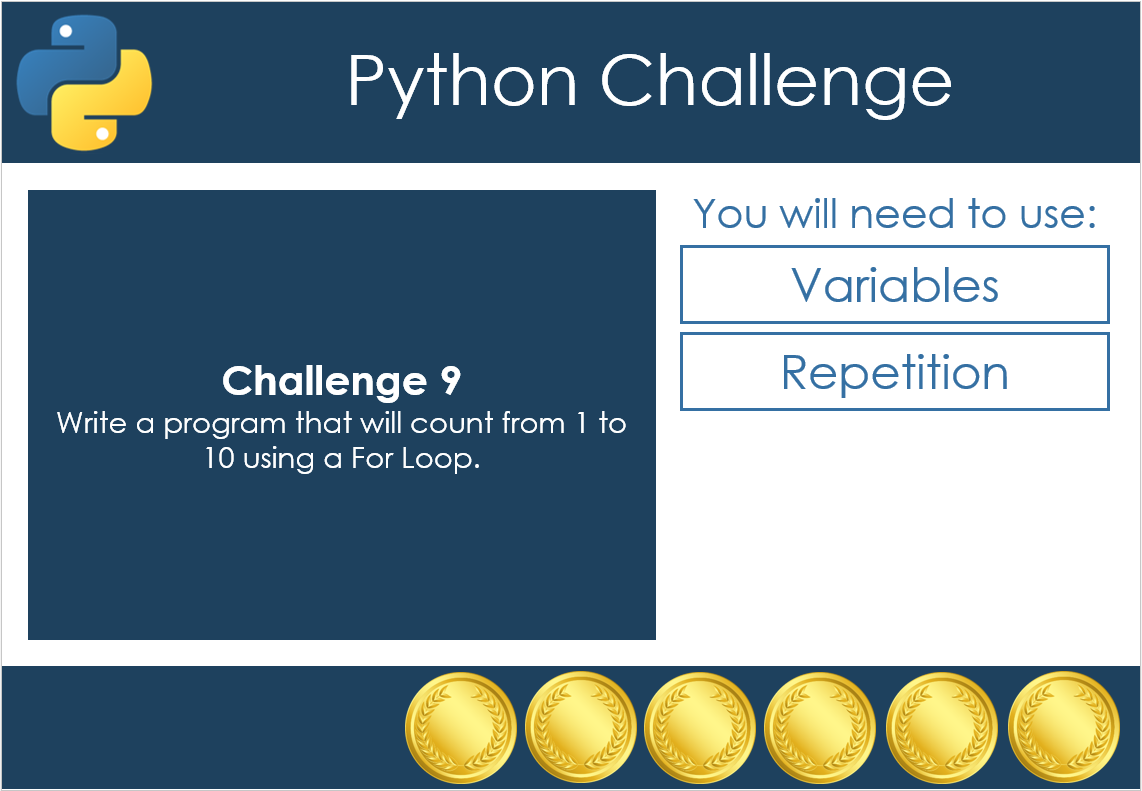 Python Challenge
Challenge 9
Write a program that will count from 1 to
10 using a For Loop.
You will need to use:
Variables
Repetition